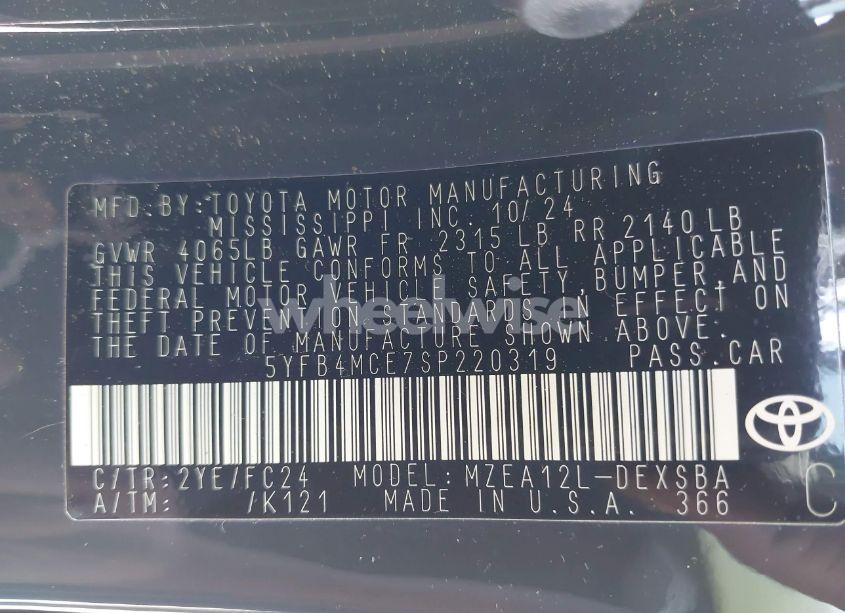 MFD.BY:TOYOTA MOTOR MANUFACTURING
MISSISSIPPI INC. 10/24
GVWR 4065LB GAWR FR 2315 LB RR 2140 LB
THIS VEHICLE CONFORMS TO ALL APPLICABLE
FEDERAL MOTOR VEHICLE SAFETY,BUMPER,AND
THEFT PREVENTION STANDARDS IN EFFECT ON
THE DATE OF MANUFACTURE SHOWN ABOVE.
wheelwise
5YFB4MCE7SP220319 PASS.CAR
C/TR:2YE/FC24 MODEL:MZEA12L-DEXSBA
A/TM: /K121 MADE IN U.S.A. 366
C